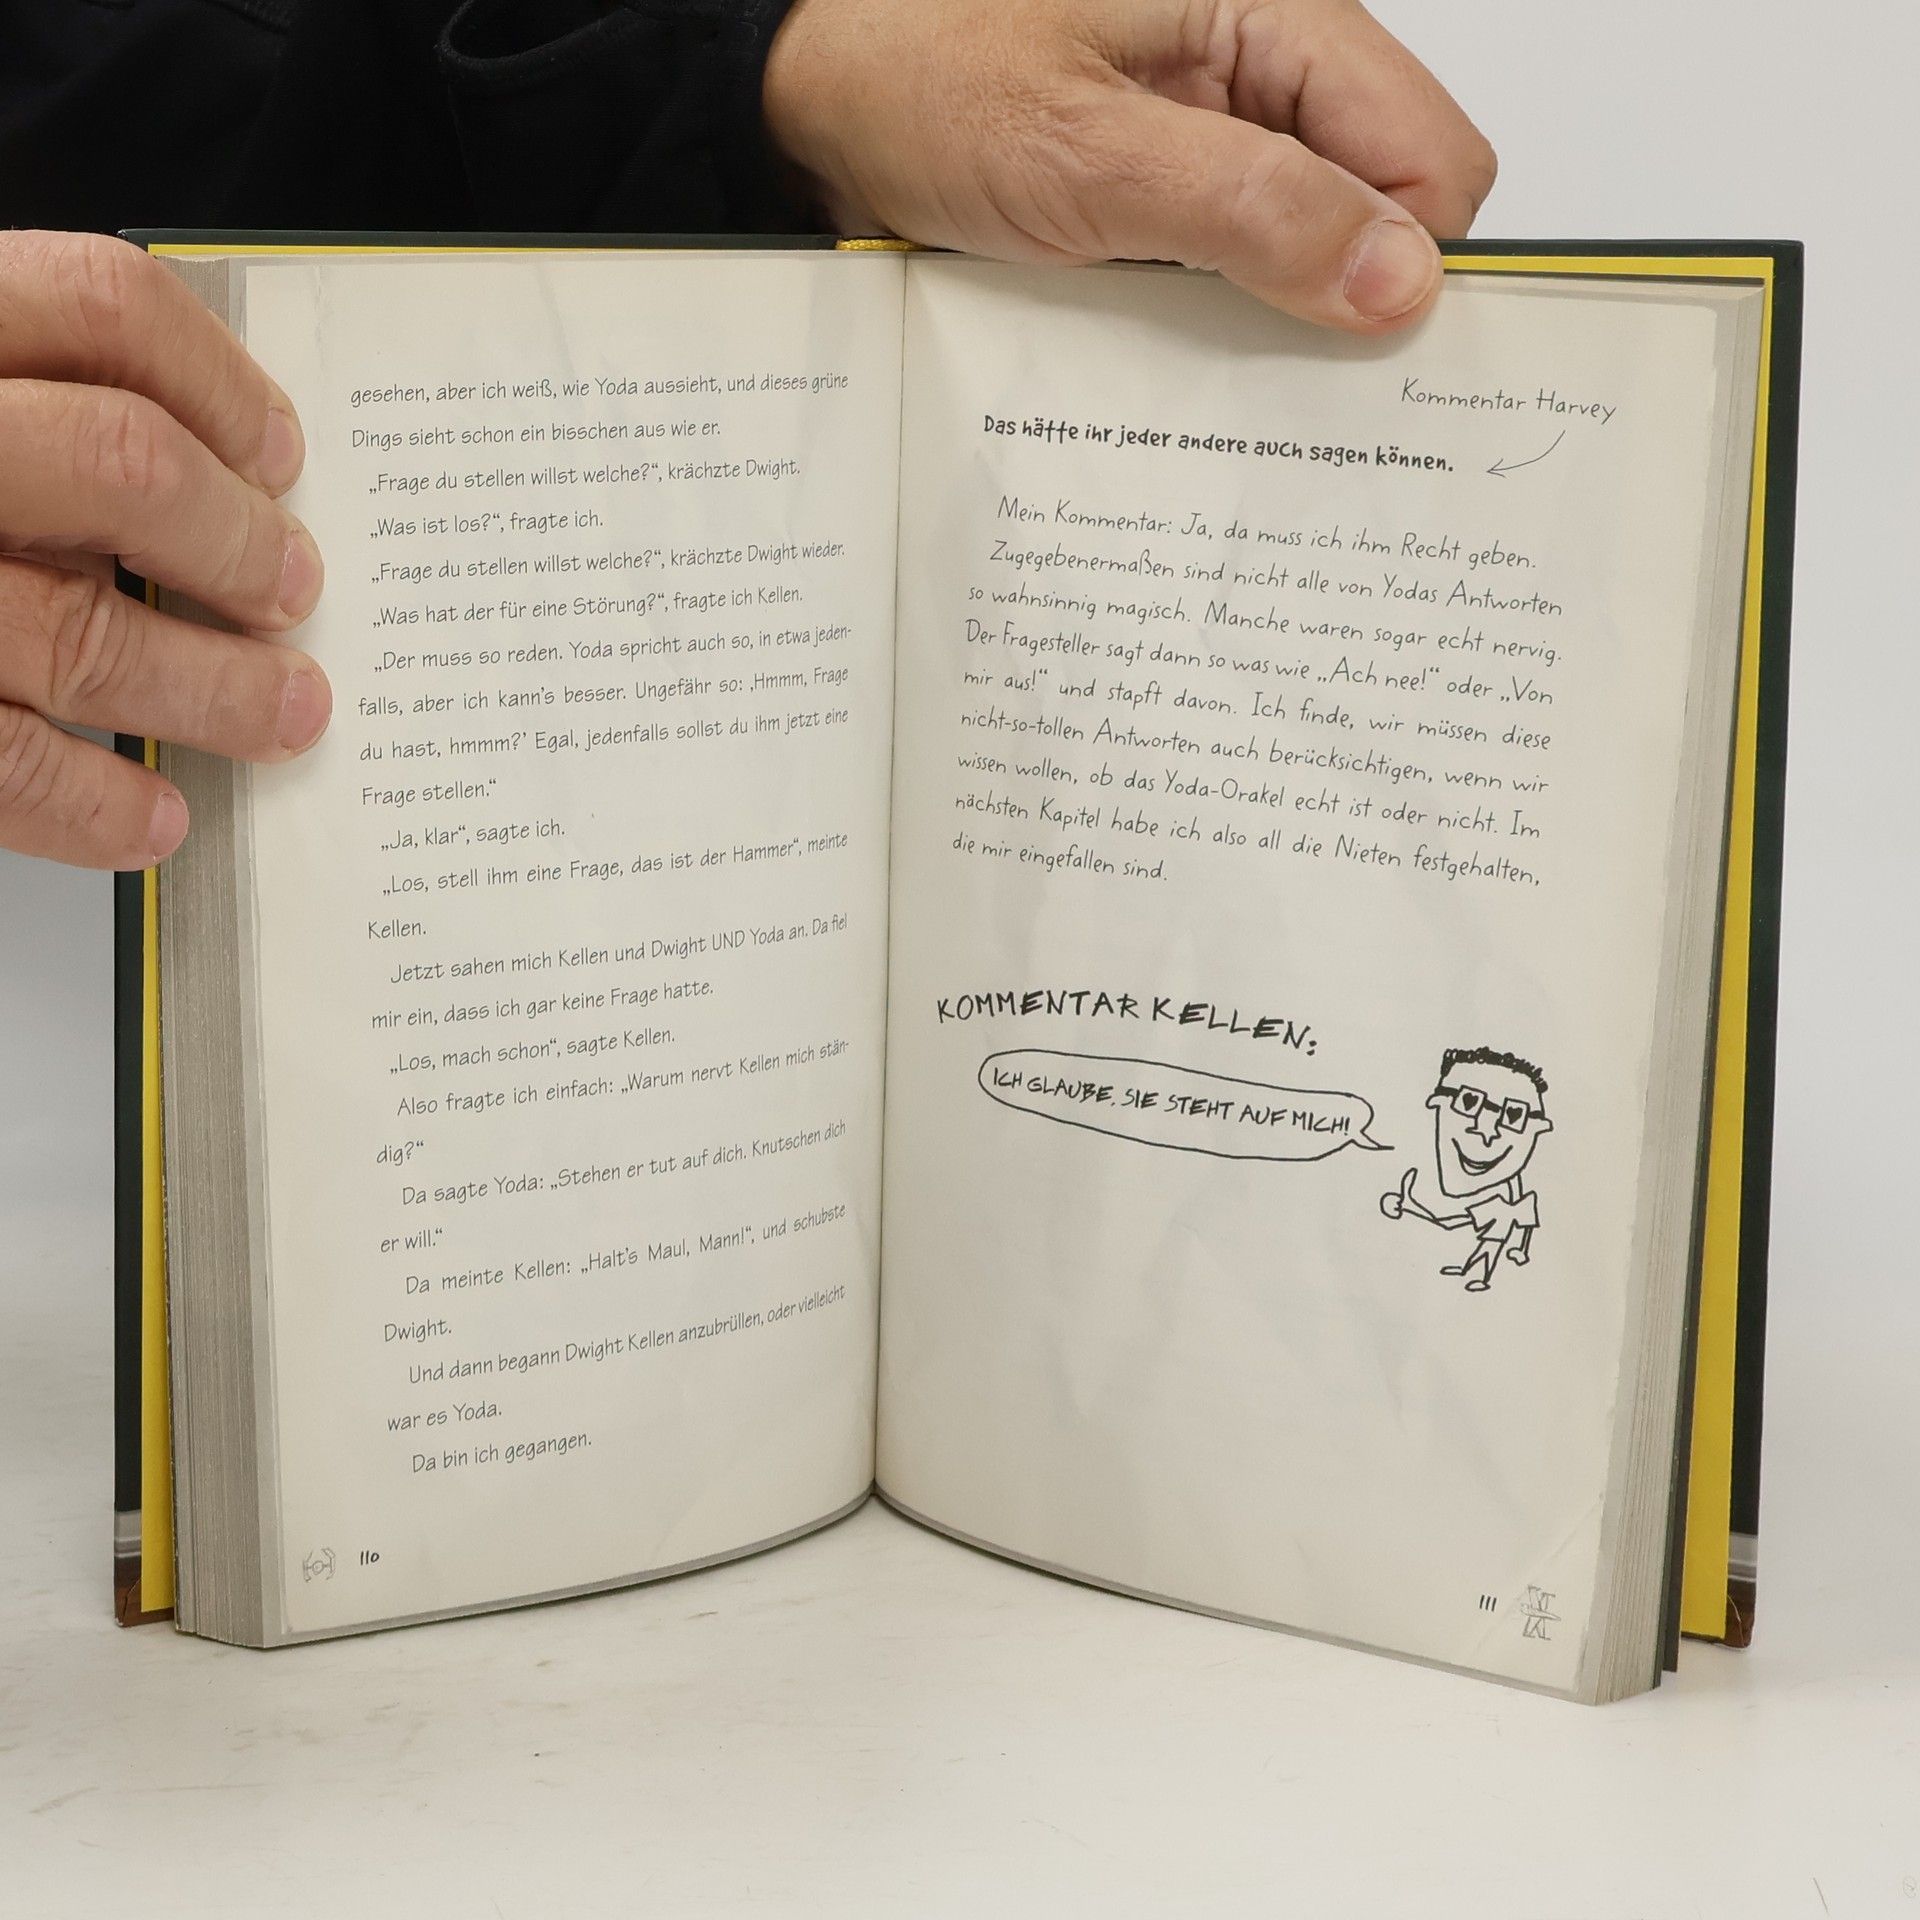 gesehen, aber ich weiß, wie Yoda aussieht, und dieses grüne
Dings sieht schon ein bisschen aus wie er.
„Frage du stellen willst welche?“, krächzte Dwight.
„Was ist los?“, fragte ich.
„Frage du stellen willst welche?“, krächzte Dwight wieder.
„Was hat der für eine Störung?“, fragte ich Kellen.
„Der muss so reden. Yoda spricht auch so, in etwa jeden-
falls, aber ich kann’s besser. Ungefähr so: ‚Hmmm, Frage
du hast, hmmm?’ Egal, jedenfalls sollst du ihm jetzt eine
Frage stellen.“
„Ja, klar“, sagte ich.
„Los, stell ihm eine Frage, das ist der Hammer“, meinte
Kellen.
Jetzt sahen mich Kellen und Dwight UND Yoda an. Da fiel
mir ein, dass ich gar keine Frage hatte.
„Los, mach schon“, sagte Kellen.
Also fragte ich einfach: „Warum nervt Kellen mich stän-
dig?“
Da sagte Yoda: „Stehen er tut auf dich. Knutschen dich
er will.“
Da meinte Kellen: „Halt’s Maul, Mann!“, und schubste
Dwight.
Und dann begann Dwight Kellen anzubrüllen, oder vielleicht
war es Yoda.
Da bin ich gegangen.
110
Kommentar Harvey
Das hätte ihr jeder andere auch sagen können.
Mein Kommentar: Ja, da muss ich ihm Recht geben.
Zugegebenermaßen sind nicht alle von Yodas Antworten
so wahnsinnig magisch. Manche waren sogar echt nervig.
Der Fragesteller sagt dann so was wie „Ach nee!“ oder „Von
mir aus!“ und stapft davon. Ich finde, wir müssen diese
nicht-so-tollen Antworten auch berücksichtigen, wenn wir
wissen wollen, ob das Yoda-Orakel echt ist oder nicht. Im
nächsten Kapitel habe ich also all die Nieten festgehalten,
die mir eingefallen sind.
KOMMENTAR KELLEN:
ICH GLAUBE, SIE STEHT AUF MICH!
111